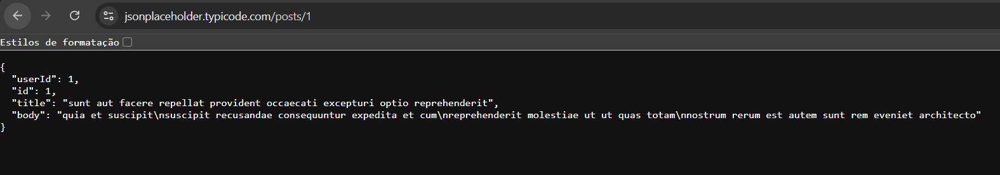 jsonplaceholder.typicode.com/posts/1
Estilos de formatação
{
  "userId": 1,
  "id": 1,
  "title": "sunt aut facere repellat provident occaecati excepturi optio reprehenderit",
  "body": "quia et suscipit\nsuscipit recusandae consequuntur expedita et cum\nreprehenderit molestiae ut ut quas totam\nnostrum rerum est autem sunt rem eveniet architecto"
}